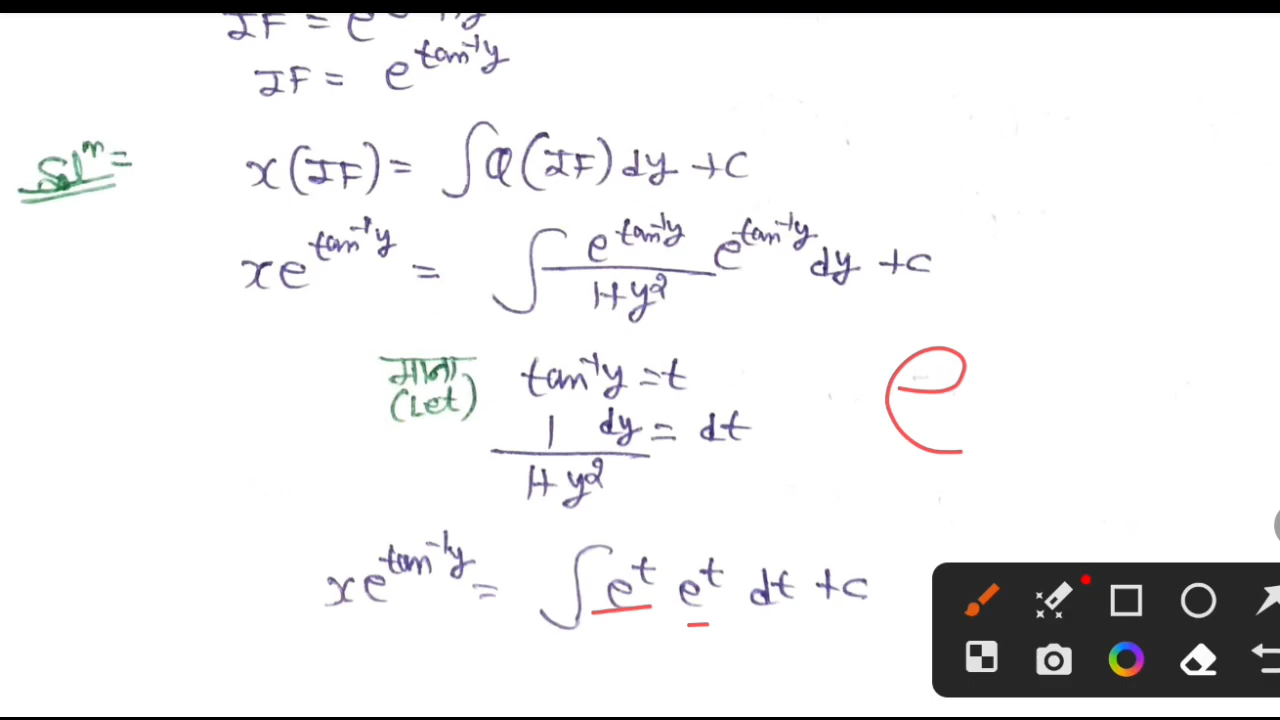 IF = e
IF = e^{tan⁻¹y}
Solⁿ = x(IF) = ∫Q(IF)dy + C
xe^{tan⁻¹y} = ∫ e^{tan⁻¹y}/(1+y²) e^{tan⁻¹y} dy + C
माना (Let) tan⁻¹y = t
1/(1+y²) dy = dt
e
xe^{tan⁻¹y} = ∫ e^t e^t dt + C